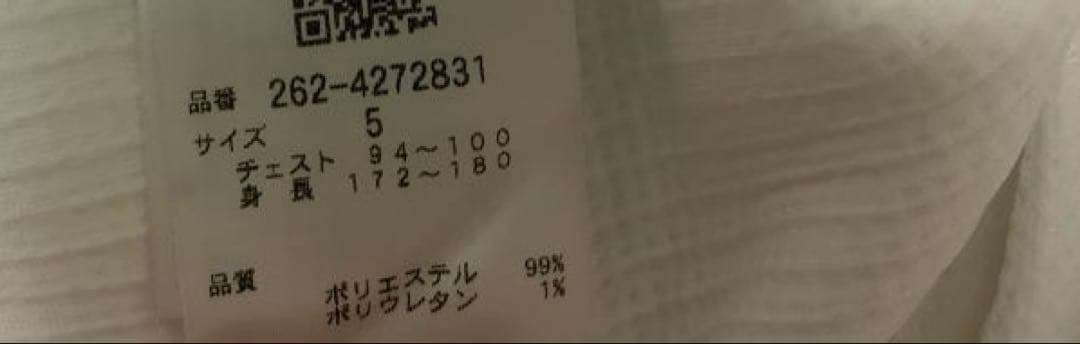 品番 262-4272831
サイズ 5
チェスト 94～100
身長 172～180
品質 ポリエステル 99%
ポリウレタン 1%